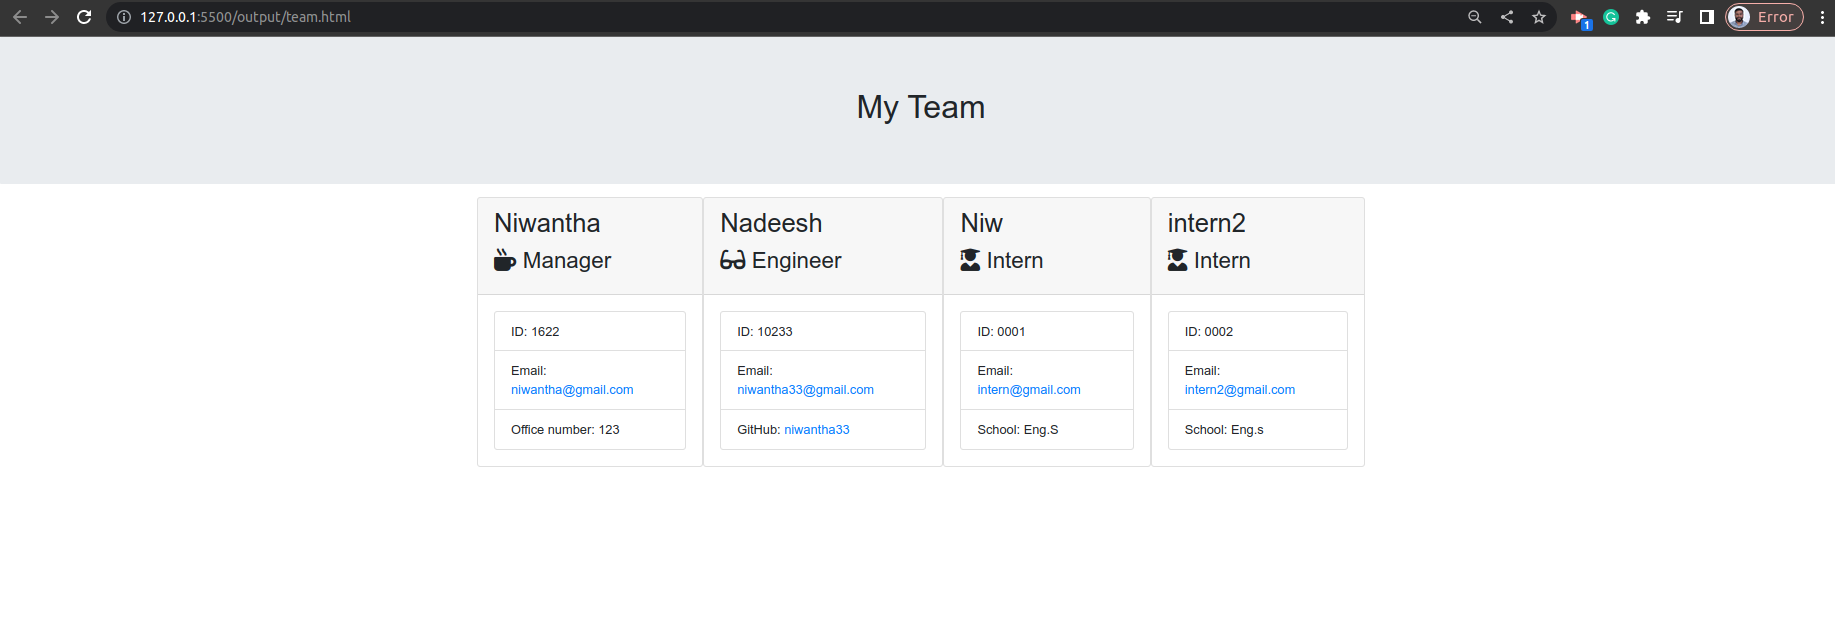 127.0.0.1:5500/output/team.html
1
Error
My Team
Niwantha
Manager
ID: 1622
Email:
niwantha@gmail.com
Office number: 123
Nadeesh
Engineer
ID: 10233
Email:
niwantha33@gmail.com
GitHub: niwantha33
Niw
Intern
ID: 0001
Email:
intern@gmail.com
School: Eng.S
intern2
Intern
ID: 0002
Email:
intern2@gmail.com
School: Eng.s